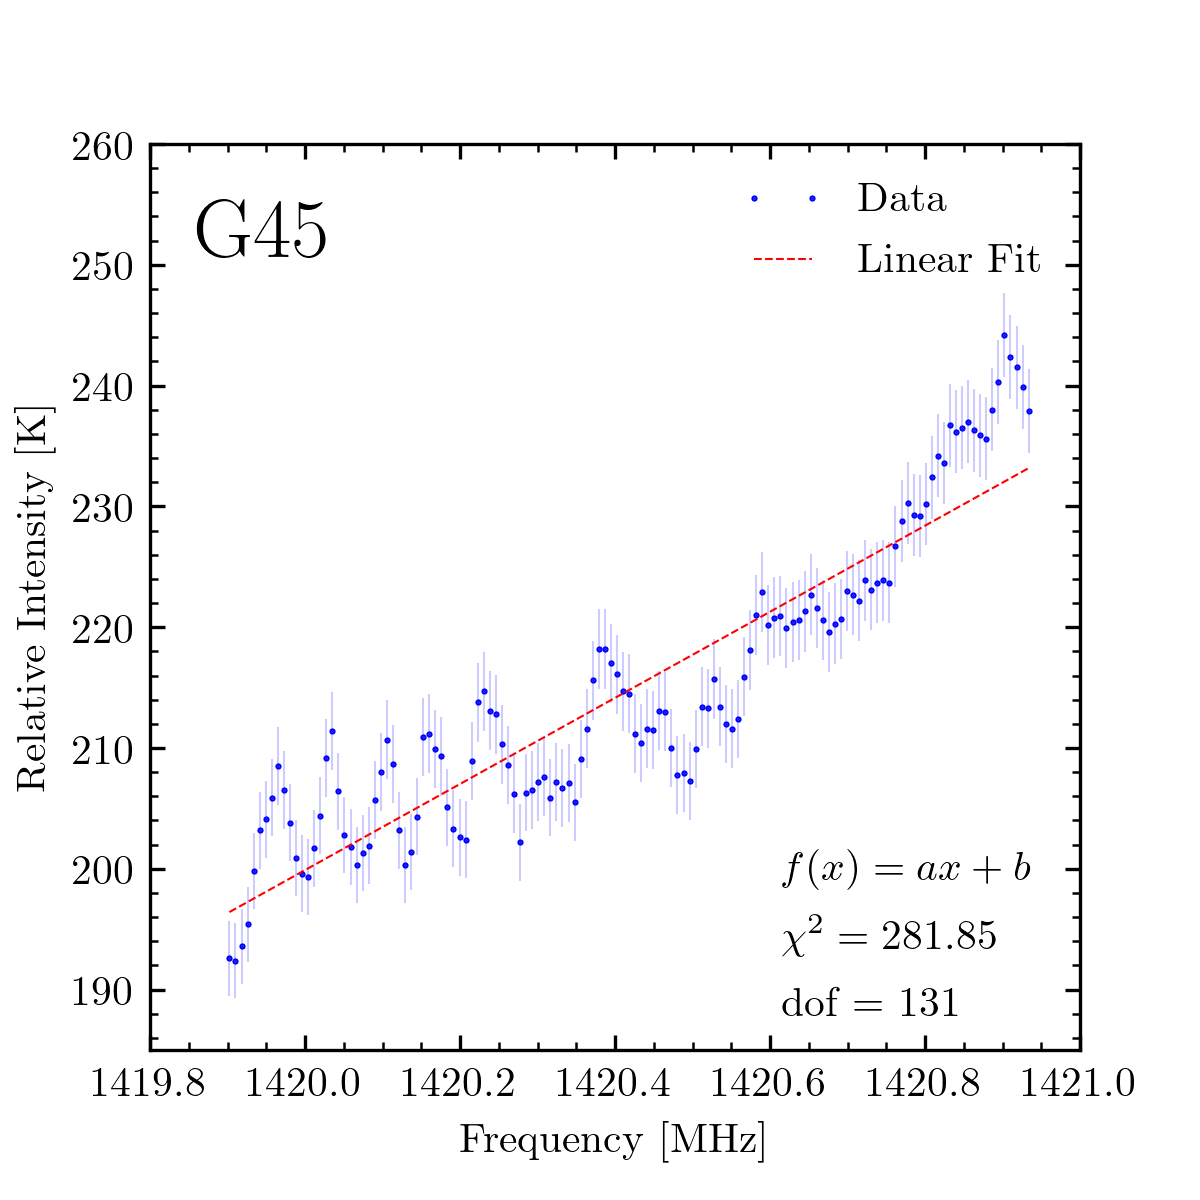 G45
Data
Linear Fit
260
250
240
230
220
210
200
190
Relative Intensity [K]
f(x) = ax + b
χ² = 281.85
dof = 131
1419.8 1420.0 1420.2 1420.4 1420.6 1420.8 1421.0
Frequency [MHz]